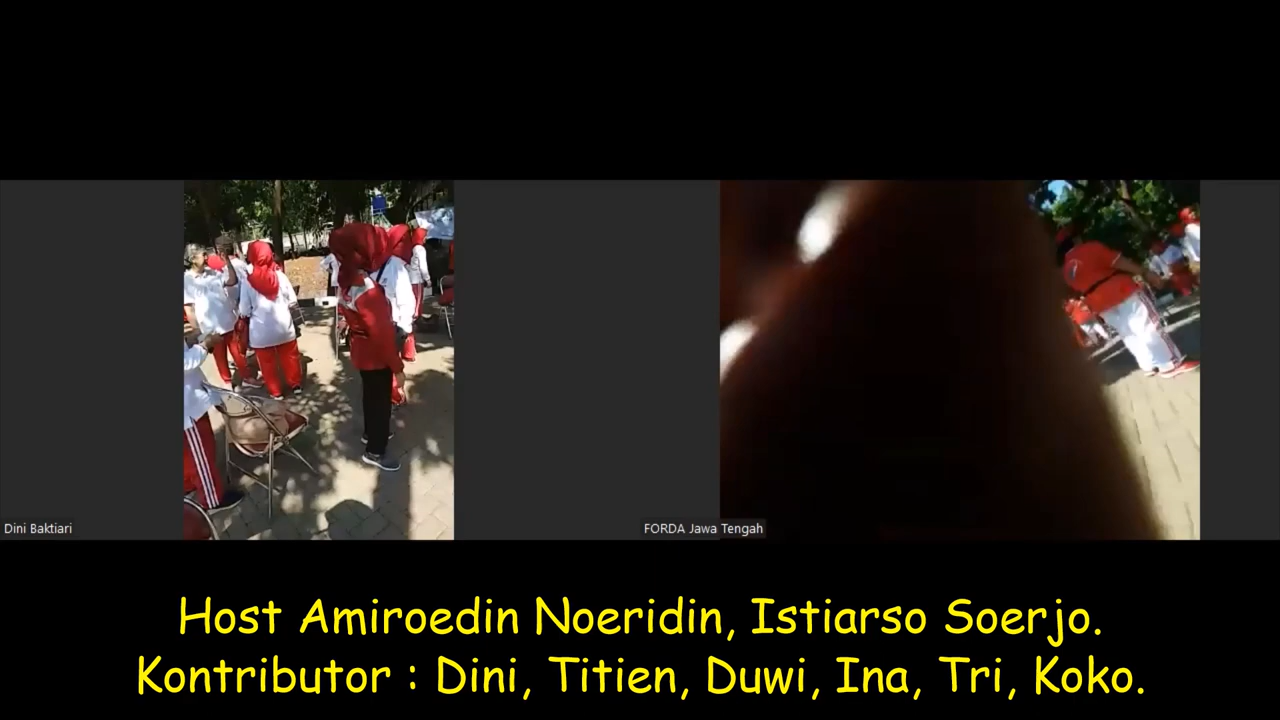 Dini Baktiari
FORDA Jawa Tengah
Host Amiroedin Noeridin, Istiarso Soerjo.
Kontributor : Dini, Titien, Duwi, Ina, Tri, Koko.